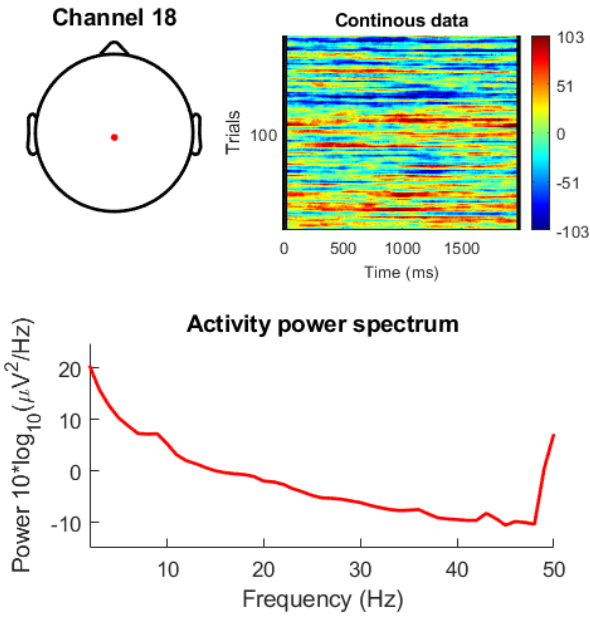 Channel 18
Continous data
Trials
100
0
500
1000
1500
Time (ms)
103
51
0
-51
-103
Activity power spectrum
Power 10*log₁₀(μV²/Hz)
20
10
0
-10
10
20
30
40
50
Frequency (Hz)